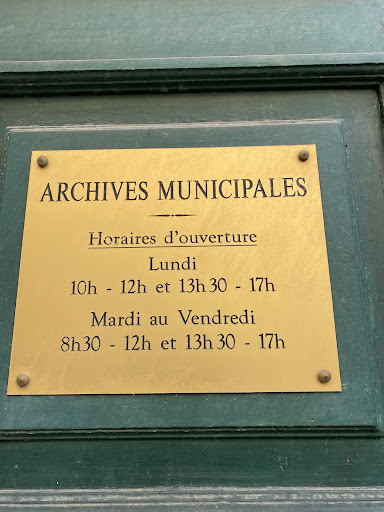 ARCHIVES MUNICIPALES
Horaires d'ouverture
Lundi
10h - 12h et 13h30 - 17h
Mardi au Vendredi
8h30 - 12h et 13h30 - 17h